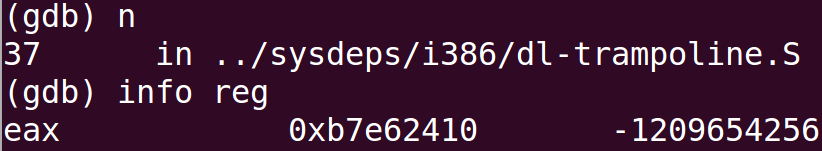 (gdb) n
37      in ../sysdeps/i386/dl-trampoline.S
(gdb) info reg
eax            0xb7e62410       -1209654256